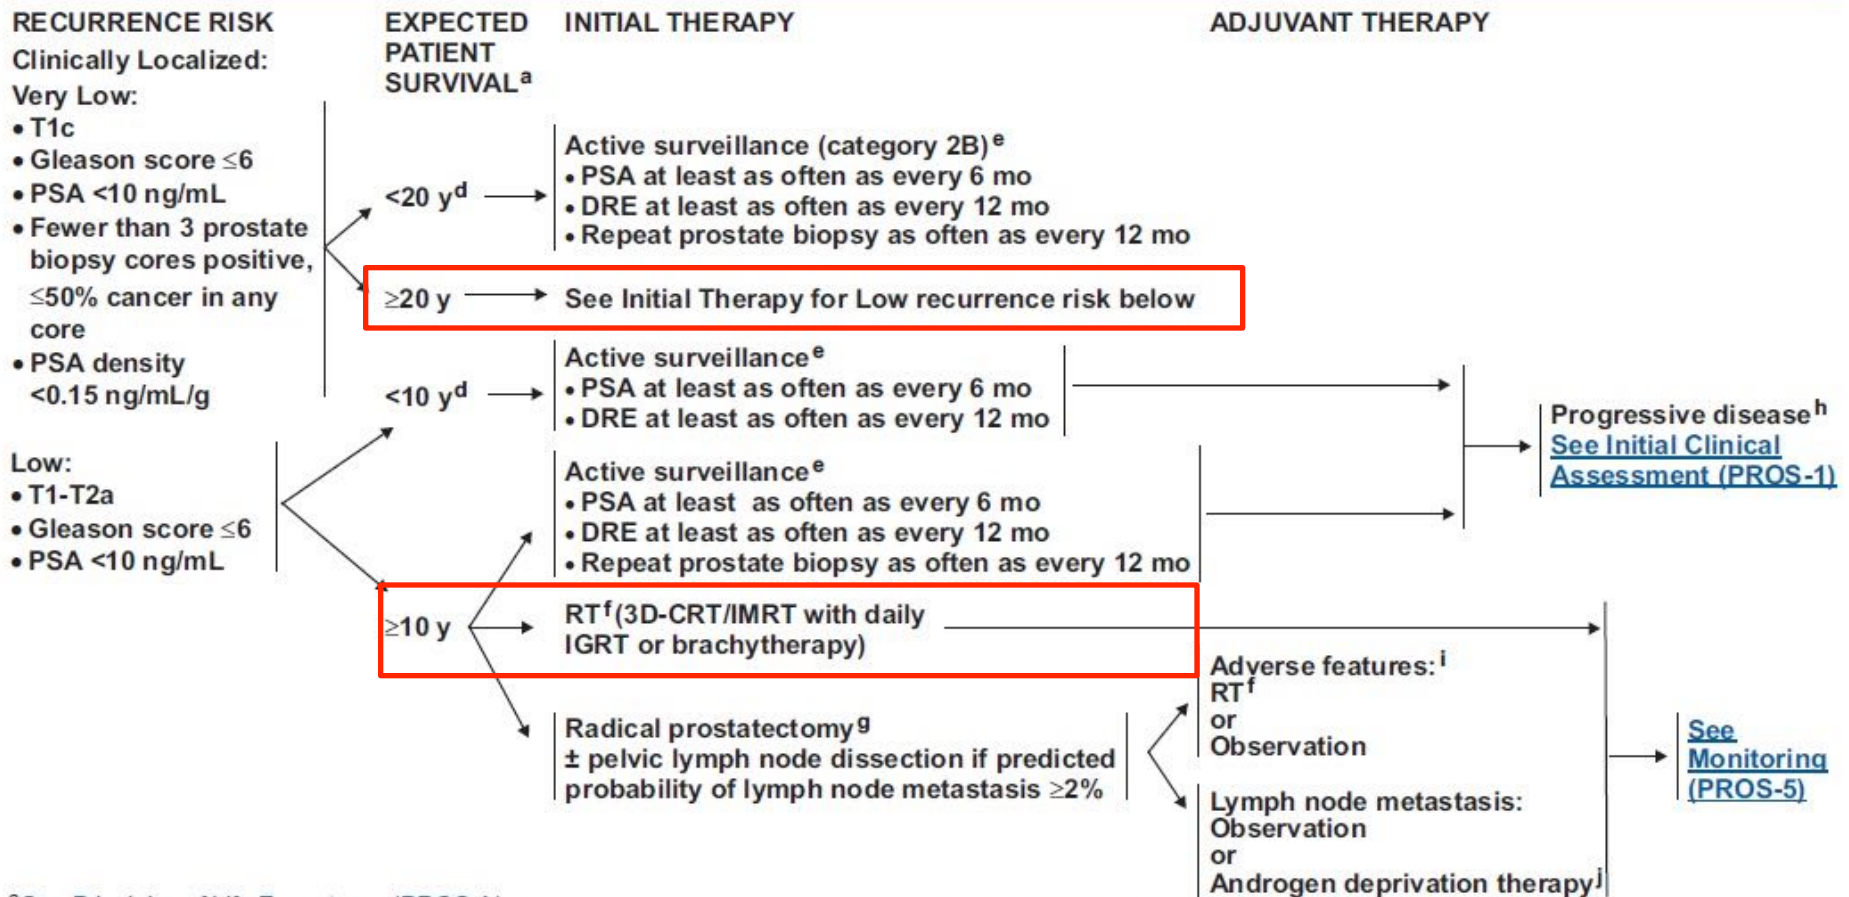 RECURRENCE RISK
Clinically Localized:
Very Low:
• T1c
• Gleason score ≤6
• PSA <10 ng/mL
• Fewer than 3 prostate
biopsy cores positive,
≤50% cancer in any
core
• PSA density
<0.15 ng/mL/g
Low:
• T1-T2a
• Gleason score ≤6
• PSA <10 ng/mL
EXPECTED
PATIENT
SURVIVALᵃ
<20 yᵈ
≥20 y
<10 yᵈ
≥10 y
INITIAL THERAPY
Active surveillance (category 2B)ᵉ
• PSA at least as often as every 6 mo
• DRE at least as often as every 12 mo
• Repeat prostate biopsy as often as every 12 mo
See Initial Therapy for Low recurrence risk below
Active surveillanceᵉ
• PSA at least as often as every 6 mo
• DRE at least as often as every 12 mo
Active surveillanceᵉ
• PSA at least as often as every 6 mo
• DRE at least as often as every 12 mo
• Repeat prostate biopsy as often as every 12 mo
RTᶠ(3D-CRT/IMRT with daily
IGRT or brachytherapy)
Radical prostatectomyᵍ
± pelvic lymph node dissection if predicted
probability of lymph node metastasis ≥2%
ADJUVANT THERAPY
Progressive diseaseʰ
See Initial Clinical
Assessment (PROS-1)
Adverse features:ⁱ
RTᶠ
or
Observation
Lymph node metastasis:
Observation
or
Androgen deprivation therapyʲ
See
Monitoring
(PROS-5)